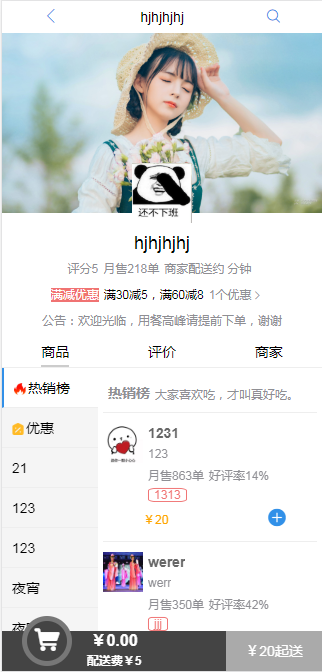 hjhjhjhj
还不下班
hjhjhjhj
评分5 月售218单 商家配送约 分钟
满减优惠 满30减5，满60减8 1个优惠
公告：欢迎光临，用餐高峰请提前下单，谢谢
商品 评价 商家
热销榜
优惠
21
123
123
夜宵
热销榜 大家喜欢吃，才叫真好吃。
1231
123
月售863单 好评率14%
1313
¥20
werer
werr
月售350单 好评率42%
jjj
¥0.00
配送费¥5
¥20起送